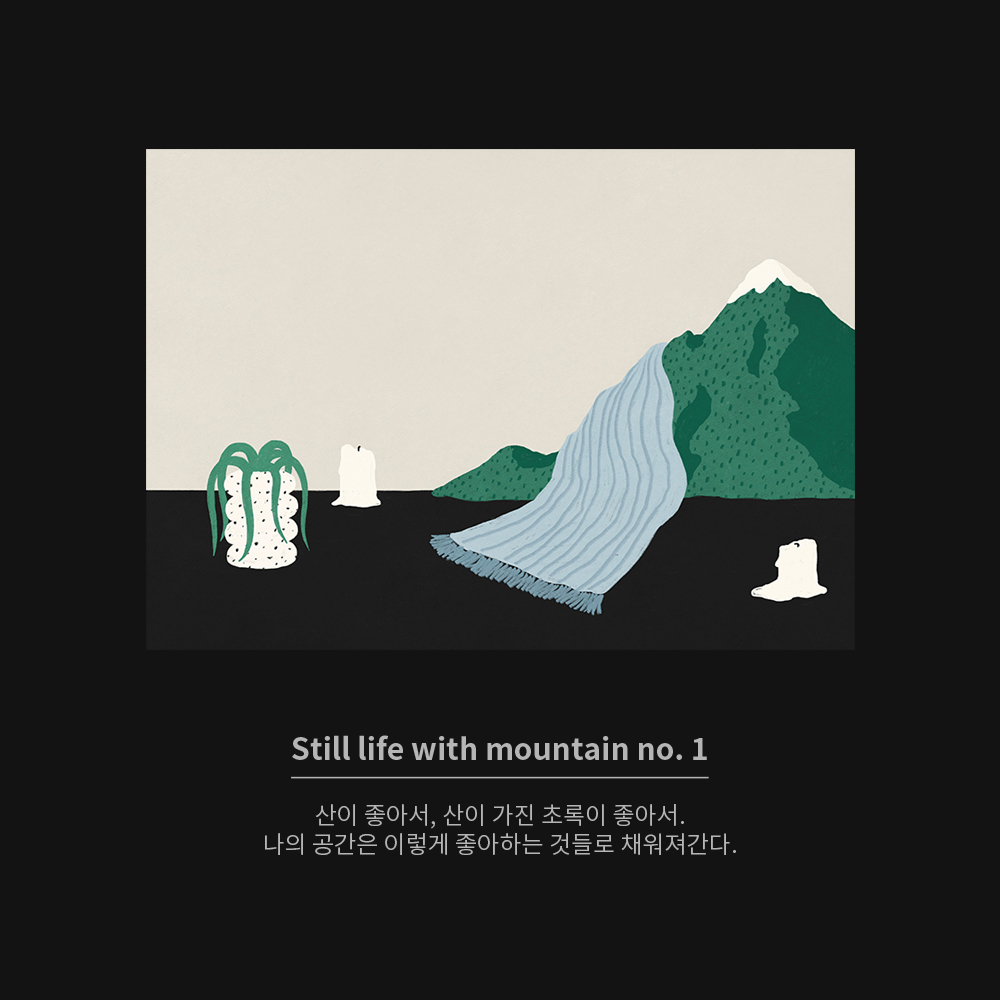 Still life with mountain no. 1
산이 좋아서, 산이 가진 초록이 좋아서.
나의 공간은 이렇게 좋아하는 것들로 채워져간다.